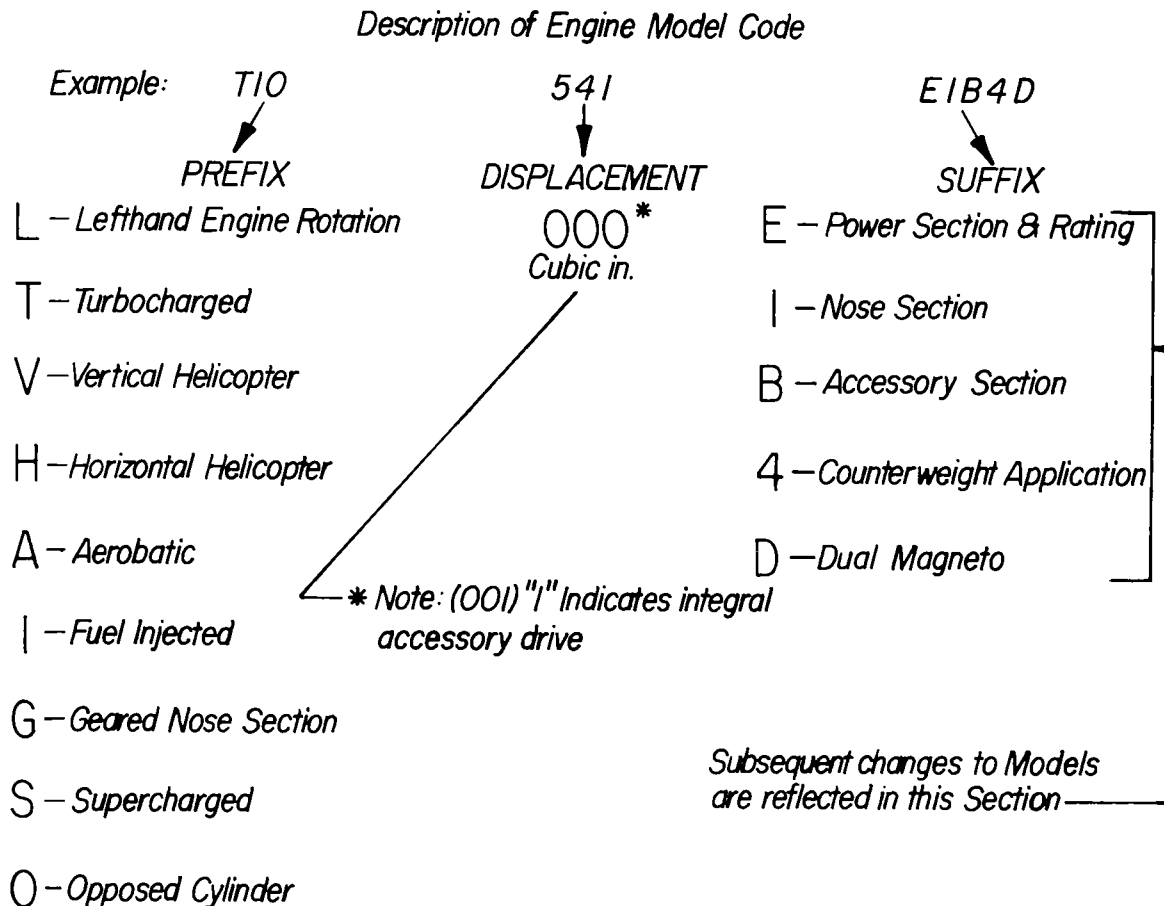 Description of Engine Model Code
Example: TIO 541 E1B4D
PREFIX
L - Lefthand Engine Rotation
T - Turbocharged
V - Vertical Helicopter
H - Horizontal Helicopter
A - Aerobatic
I - Fuel Injected
G - Geared Nose Section
S - Supercharged
O - Opposed Cylinder
DISPLACEMENT
000*
Cubic in.
* Note: (001) "1" Indicates integral
accessory drive
SUFFIX
E - Power Section & Rating
1 - Nose Section
B - Accessory Section
4 - Counterweight Application
D - Dual Magneto
Subsequent changes to Models
are reflected in this Section